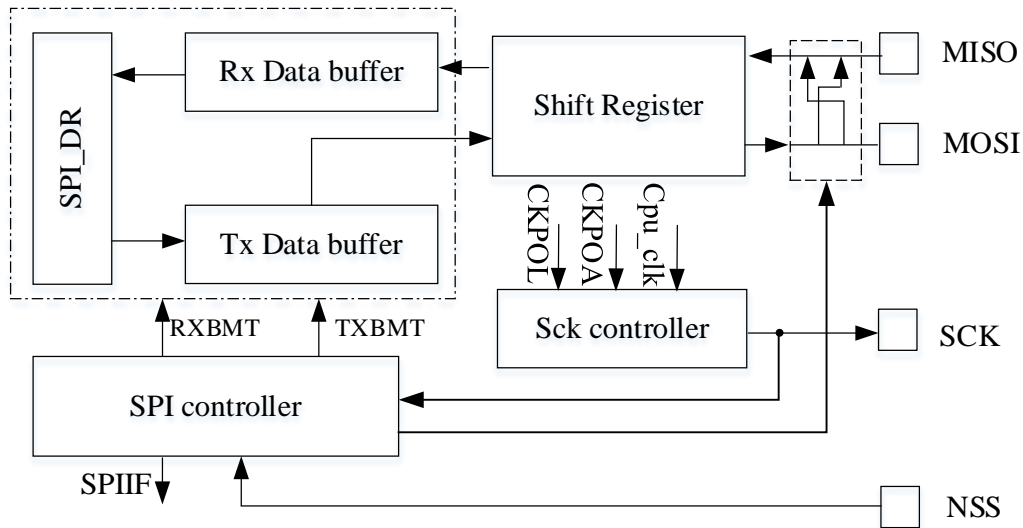 Rx Data buffer
Shift Register
MISO
MOSI
SPI_DR
Tx Data buffer
CKPOL
CKPOA
Cpu_clk
RXBMT
TXBMT
Sck controller
SCK
SPI controller
SPIIF
NSS